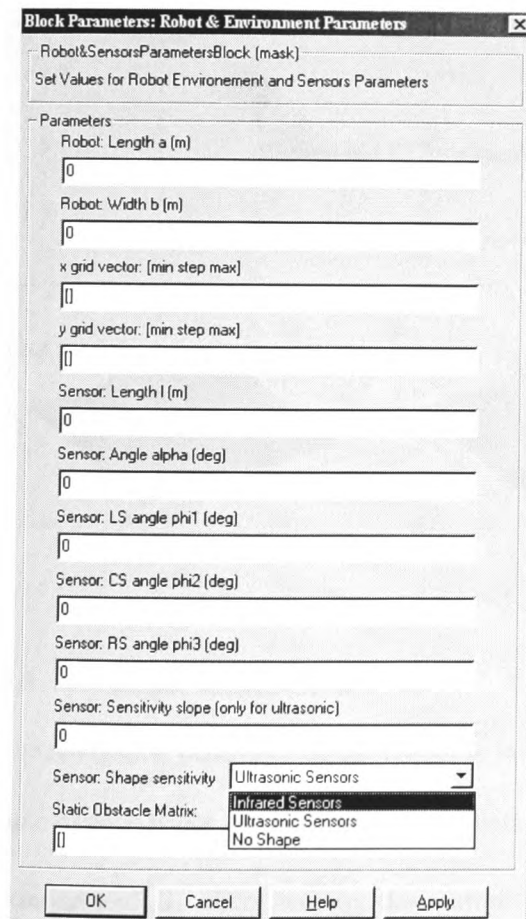 Block Parameters: Robot & Environment Parameters
Robot&SensorsParametersBlock (mask)
Set Values for Robot Environement and Sensors Parameters
Parameters
Robot: Length a (m)
0
Robot: Width b (m)
0
x grid vector: [min step max]
[]
y grid vector: [min step max]
[]
Sensor: Length l (m)
0
Sensor: Angle alpha (deg)
0
Sensor: LS angle phi1 (deg)
0
Sensor: CS angle phi2 (deg)
0
Sensor: RS angle phi3 (deg)
0
Sensor: Sensitivity slope (only for ultrasonic)
0
Sensor: Shape sensitivity Ultrasonic Sensors
Infrared Sensors
Ultrasonic Sensors
No Shape
Static Obstacle Matrix:
[]
OK Cancel Help Apply